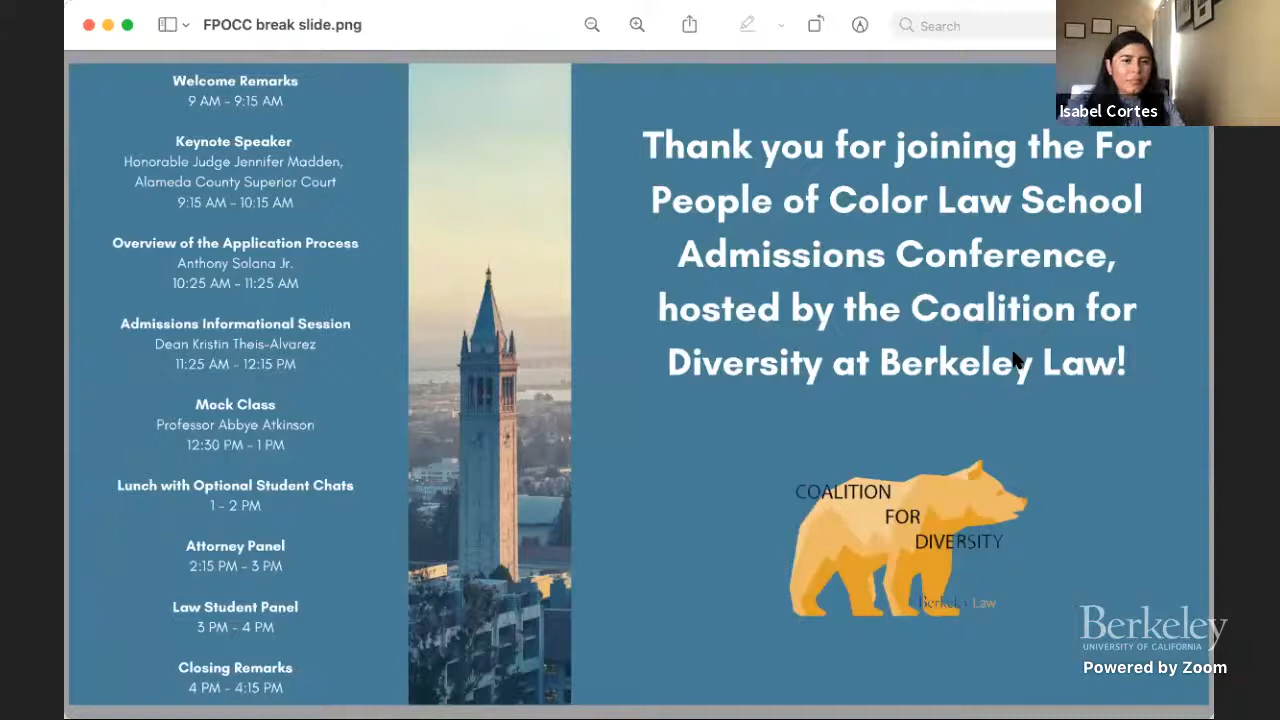 FPOCC break slide.png
Search
Isabel Cortes
Welcome Remarks
9 AM - 9:15 AM
Keynote Speaker
Honorable Judge Jennifer Madden,
Alameda County Superior Court
9:15 AM - 10:15 AM
Overview of the Application Process
Anthony Solana Jr.
10:25 AM - 11:25 AM
Admissions Informational Session
Dean Kristin Theis-Alvarez
11:25 AM - 12:15 PM
Mock Class
Professor Abbye Atkinson
12:30 PM - 1 PM
Lunch with Optional Student Chats
1 - 2 PM
Attorney Panel
2:15 PM - 3 PM
Law Student Panel
3 PM - 4 PM
Closing Remarks
4 PM - 4:15 PM
Thank you for joining the For
People of Color Law School
Admissions Conference,
hosted by the Coalition for
Diversity at Berkeley Law!
COALITION
FOR
DIVERSITY
Berkeley Law
Berkeley
UNIVERSITY OF CALIFORNIA
Powered by Zoom